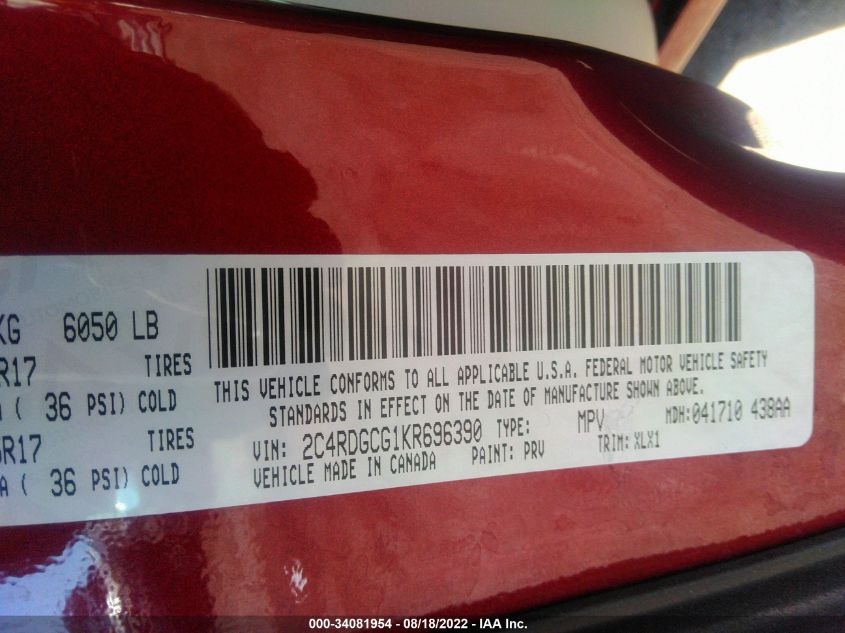 KG 6050 LB
R17 TIRES
( 36 PSI) COLD
R17 TIRES
A ( 36 PSI) COLD
THIS VEHICLE CONFORMS TO ALL APPLICABLE U.S.A. FEDERAL MOTOR VEHICLE SAFETY
STANDARDS IN EFFECT ON THE DATE OF MANUFACTURE SHOWN ABOVE.
VIN: 2C4RDGCG1KR696390 TYPE: MPV MDH:041710 438AA
VEHICLE MADE IN CANADA PAINT: PRV TRIM: XLX1
000-34081954 - 08/18/2022 - IAA Inc.